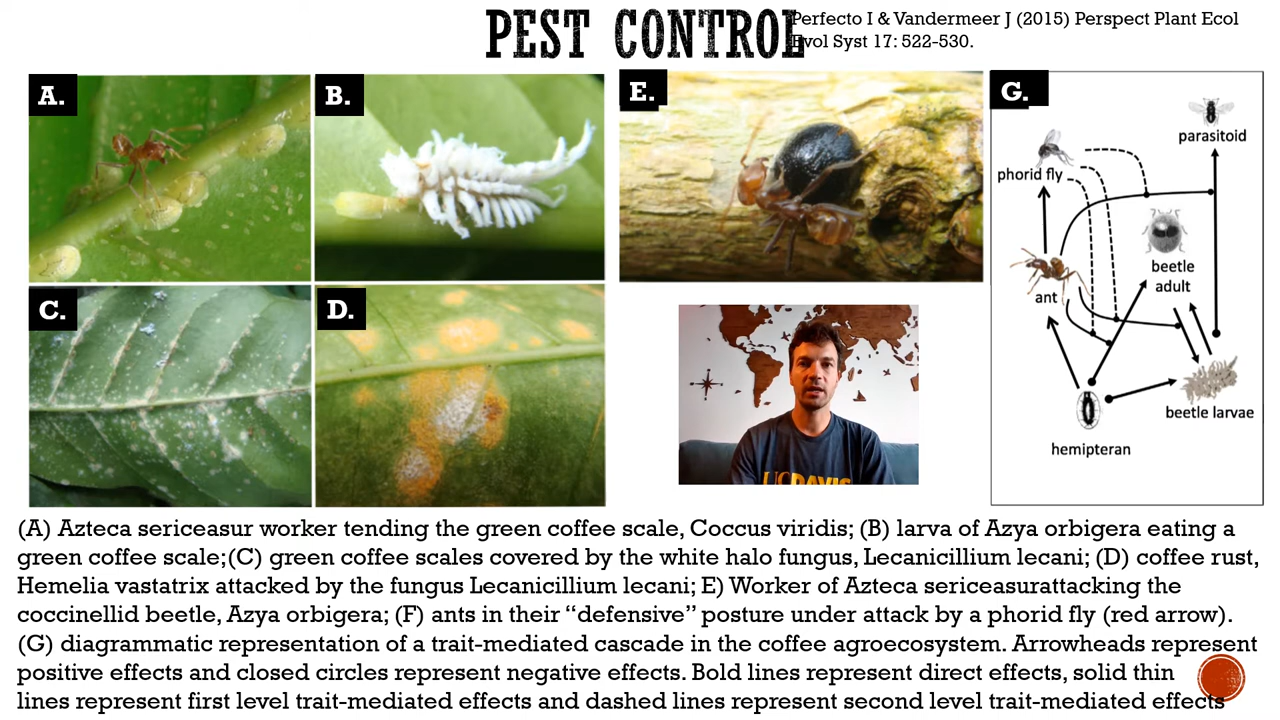 PEST CONTROL
Perfecto I & Vandermeer J (2015) Perspect Plant Ecol
Evol Syst 17: 522-530.
A.
B.
E.
G.
parasitoid
phorid fly
beetle
adult
ant
beetle larvae
hemipteran
C.
D.
UC DAVIS
(A) Azteca sericeasur worker tending the green coffee scale, Coccus viridis; (B) larva of Azya orbigera eating a
green coffee scale;(C) green coffee scales covered by the white halo fungus, Lecanicillium lecani; (D) coffee rust,
Hemelia vastatrix attacked by the fungus Lecanicillium lecani; E) Worker of Azteca sericeasurattacking the
coccinellid beetle, Azya orbigera; (F) ants in their “defensive” posture under attack by a phorid fly (red arrow).
(G) diagrammatic representation of a trait-mediated cascade in the coffee agroecosystem. Arrowheads represent
positive effects and closed circles represent negative effects. Bold lines represent direct effects, solid thin
lines represent first level trait-mediated effects and dashed lines represent second level trait-mediated effects